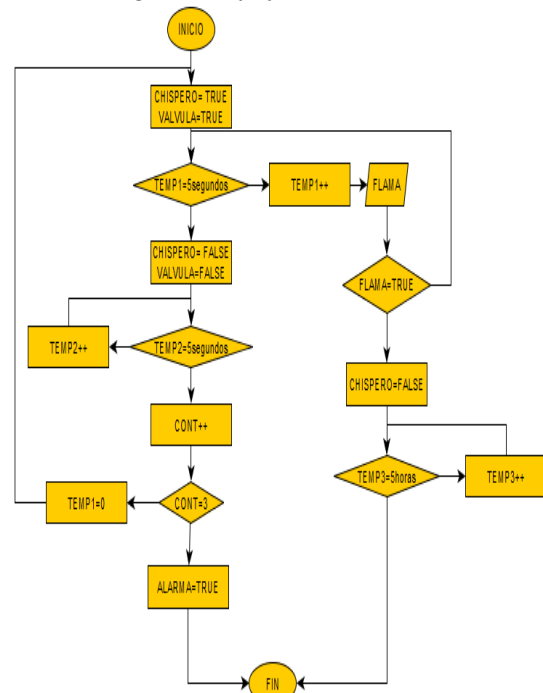 INICIO
CHISPERO= TRUE
VALVULA=TRUE
TEMP1=5segundos
TEMP1++
FLAMA
CHISPERO= FALSE
VALVULA=FALSE
FLAMA=TRUE
TEMP2++
TEMP2=5segundos
CHISPERO=FALSE
CONT++
TEMP3=5horas
TEMP3++
TEMP1=0
CONT=3
ALARMA=TRUE
FIN